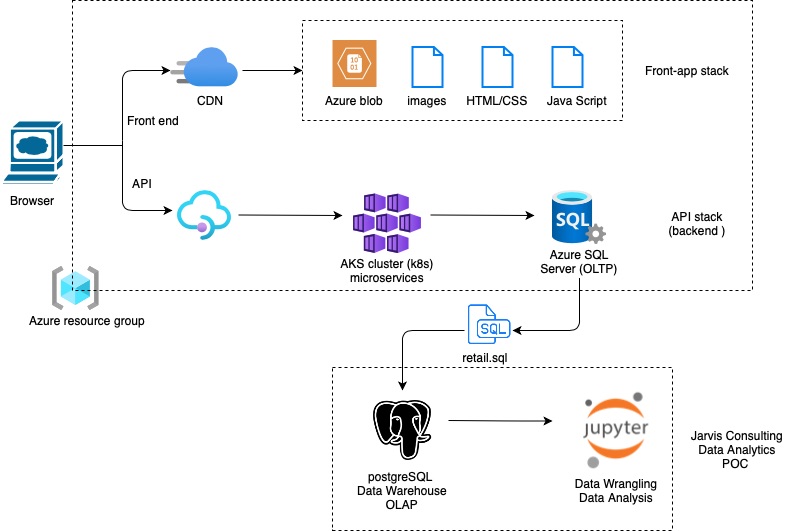 Azure blob
images
HTML/CSS
Java Script
Front-app stack
CDN
Front end
Browser
API
AKS cluster (k8s)
microservices
SQL
Azure SQL
Server (OLTP)
API stack
(backend )
Azure resource group
SQL
retail.sql
postgreSQL
Data Warehouse
OLAP
jupyter
Data Wrangling
Data Analysis
Jarvis Consulting
Data Analytics
POC
10
01